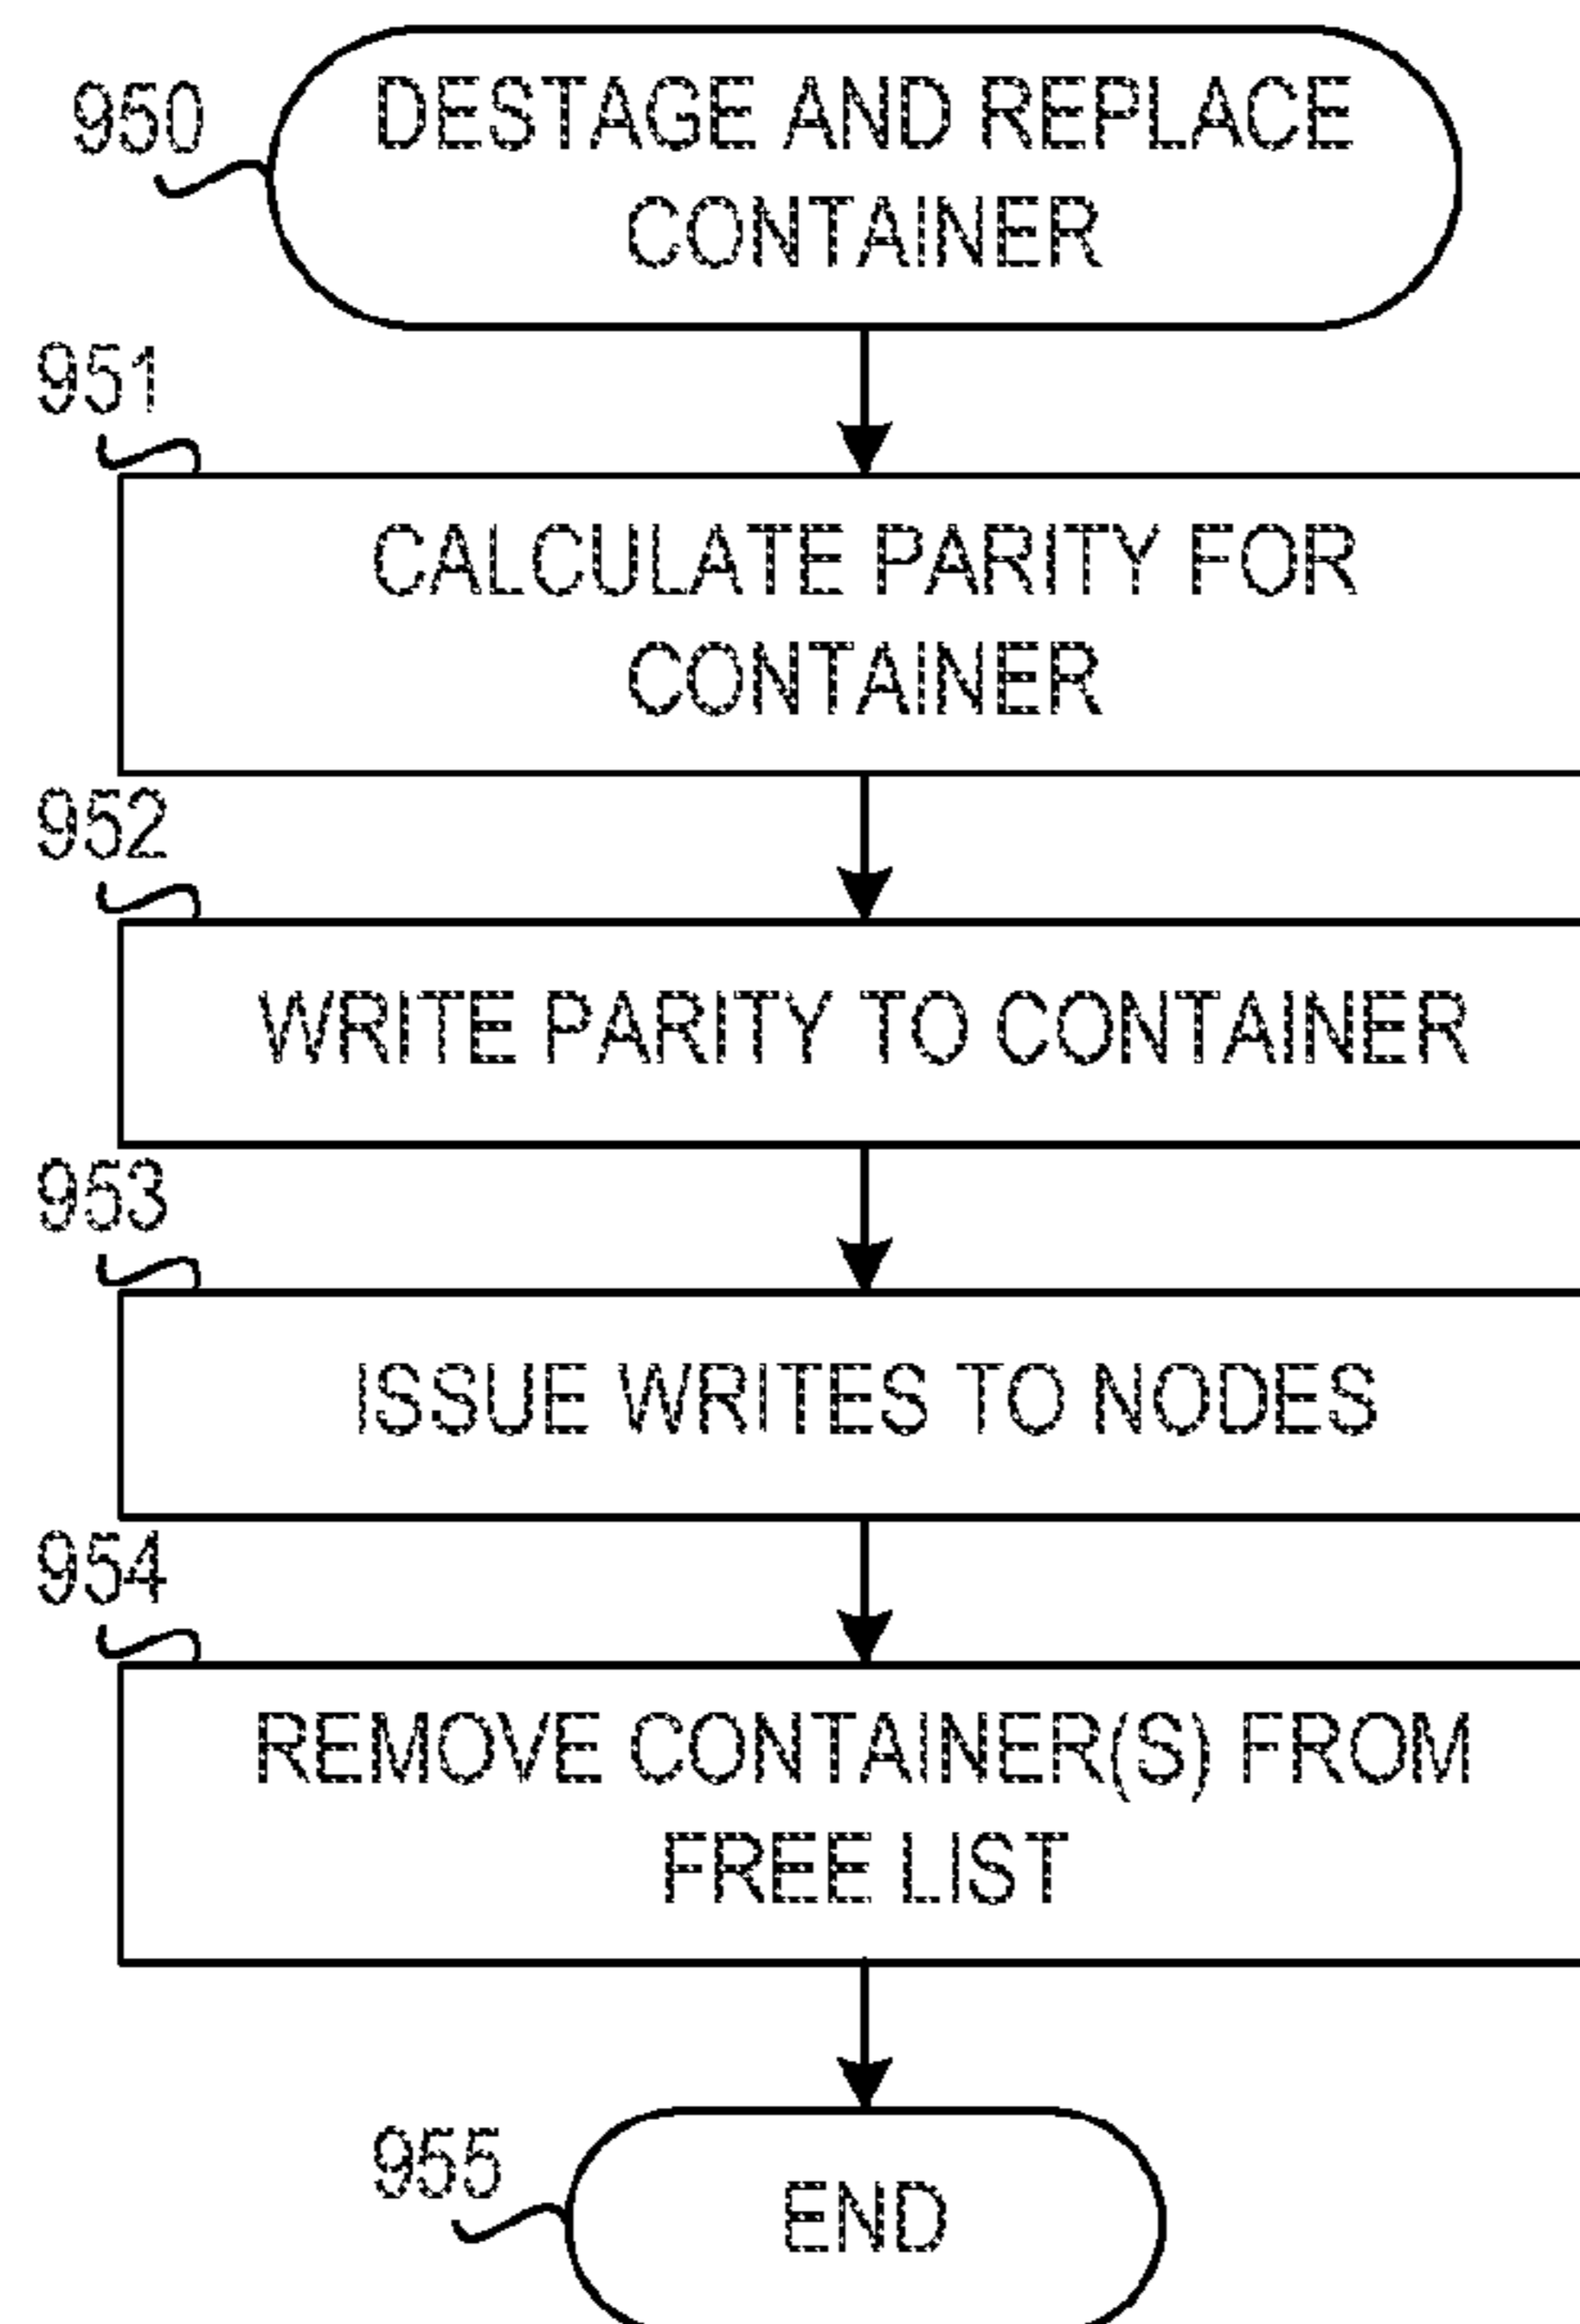 950
DESTAGE AND REPLACE
CONTAINER
951
CALCULATE PARITY FOR
CONTAINER
952
WRITE PARITY TO CONTAINER
953
ISSUE WRITES TO NODES
954
REMOVE CONTAINER(S) FROM
FREE LIST
955
END